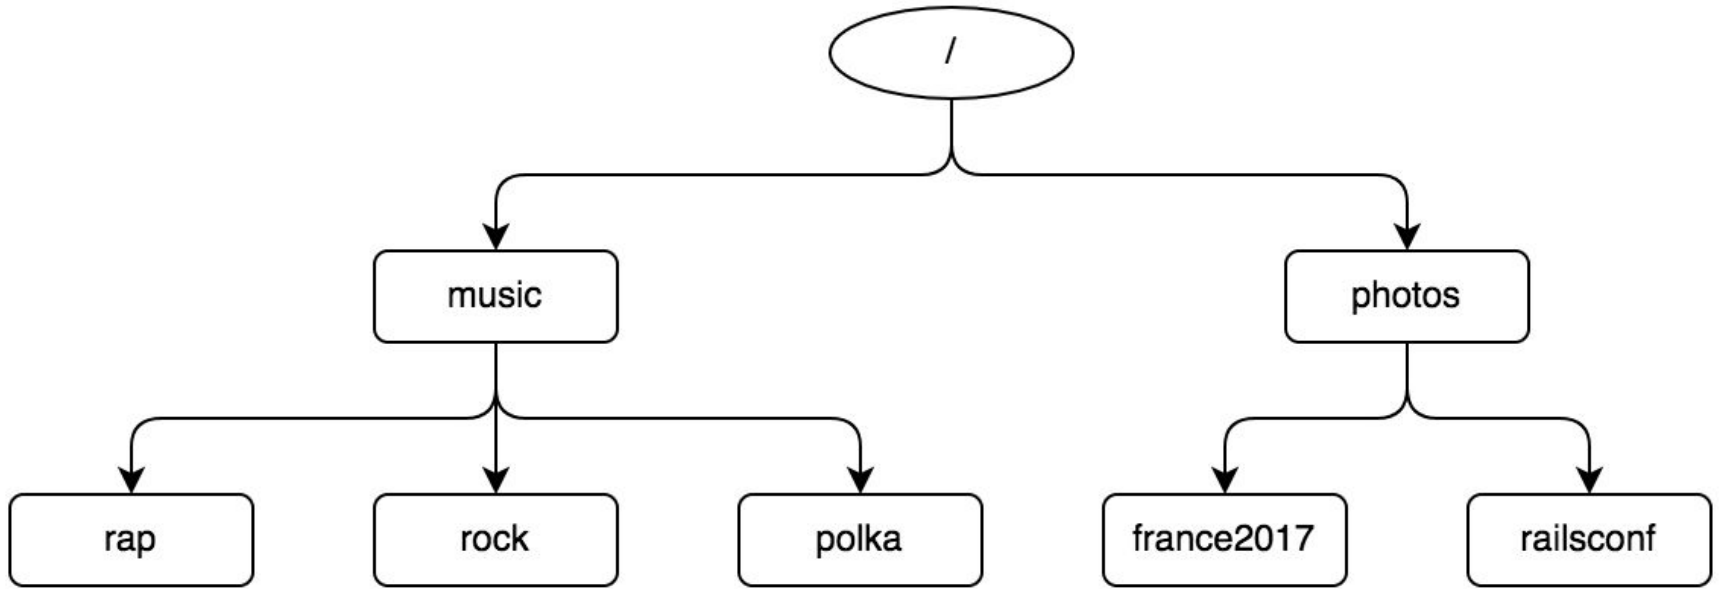 /
music
photos
rap
rock
polka
france2017
railsconf